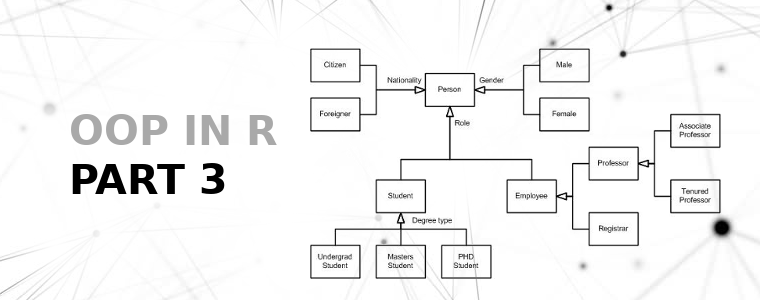 OOP IN R
PART 3
Citizen
Foreigner
Nationality
Person
Gender
Male
Female
Role
Student
Employee
Professor
Registrar
Associate
Professor
Tenured
Professor
Degree type
Undergrad
Student
Masters
Student
PHD
Student